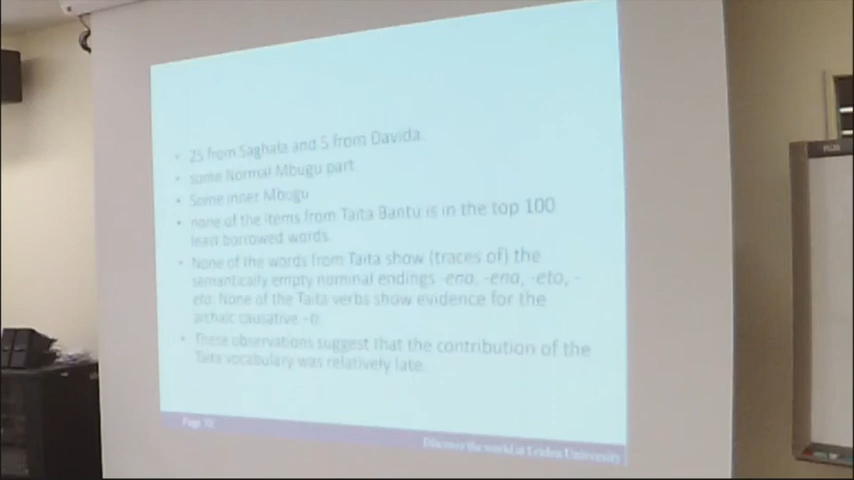 • 25 from Saghala and 5 from Davida.
• some Normal Mbugu part
• Some inner Mbugu
• none of the items from Taita Bantu is in the top 100
least borrowed words.
• None of the words from Taita show (traces of) the
semantically empty nominal endings -eno, -ena, -eto, -
eta. None of the Taita verbs show evidence for the
archaic causative
• These observations suggest that the contribution of the
Taita vocabulary was relatively late.
Page
Discover the world at Leiden University